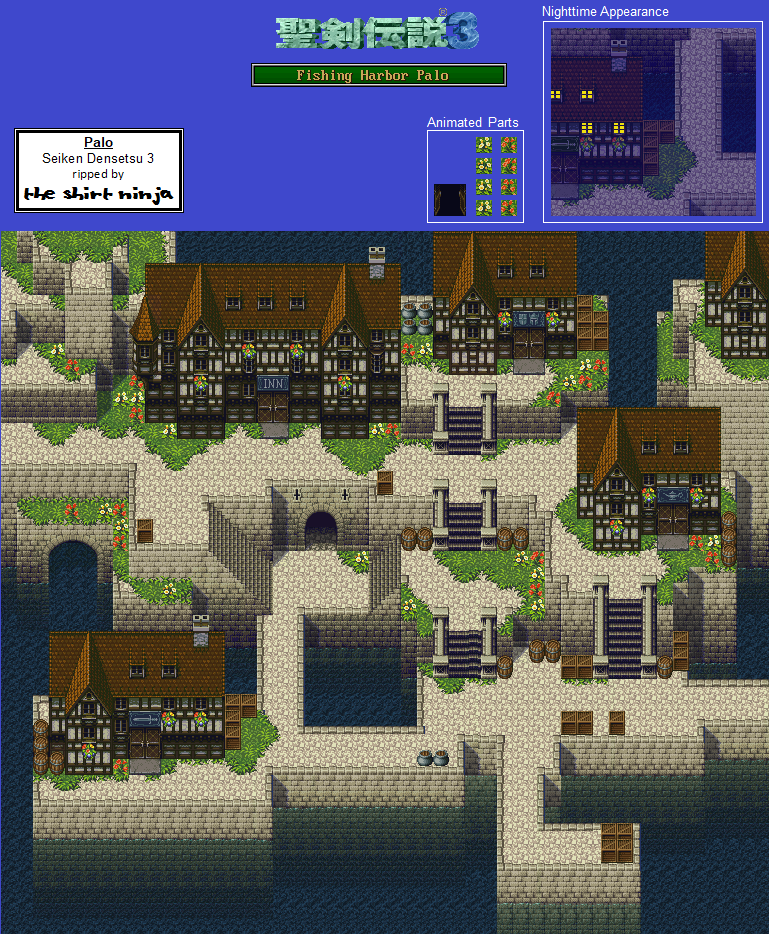 聖剣伝説3
Fishing Harbor Palo
Nighttime Appearance
Animated Parts
Palo
Seiken Densetsu 3
ripped by
the shirt ninja
INN